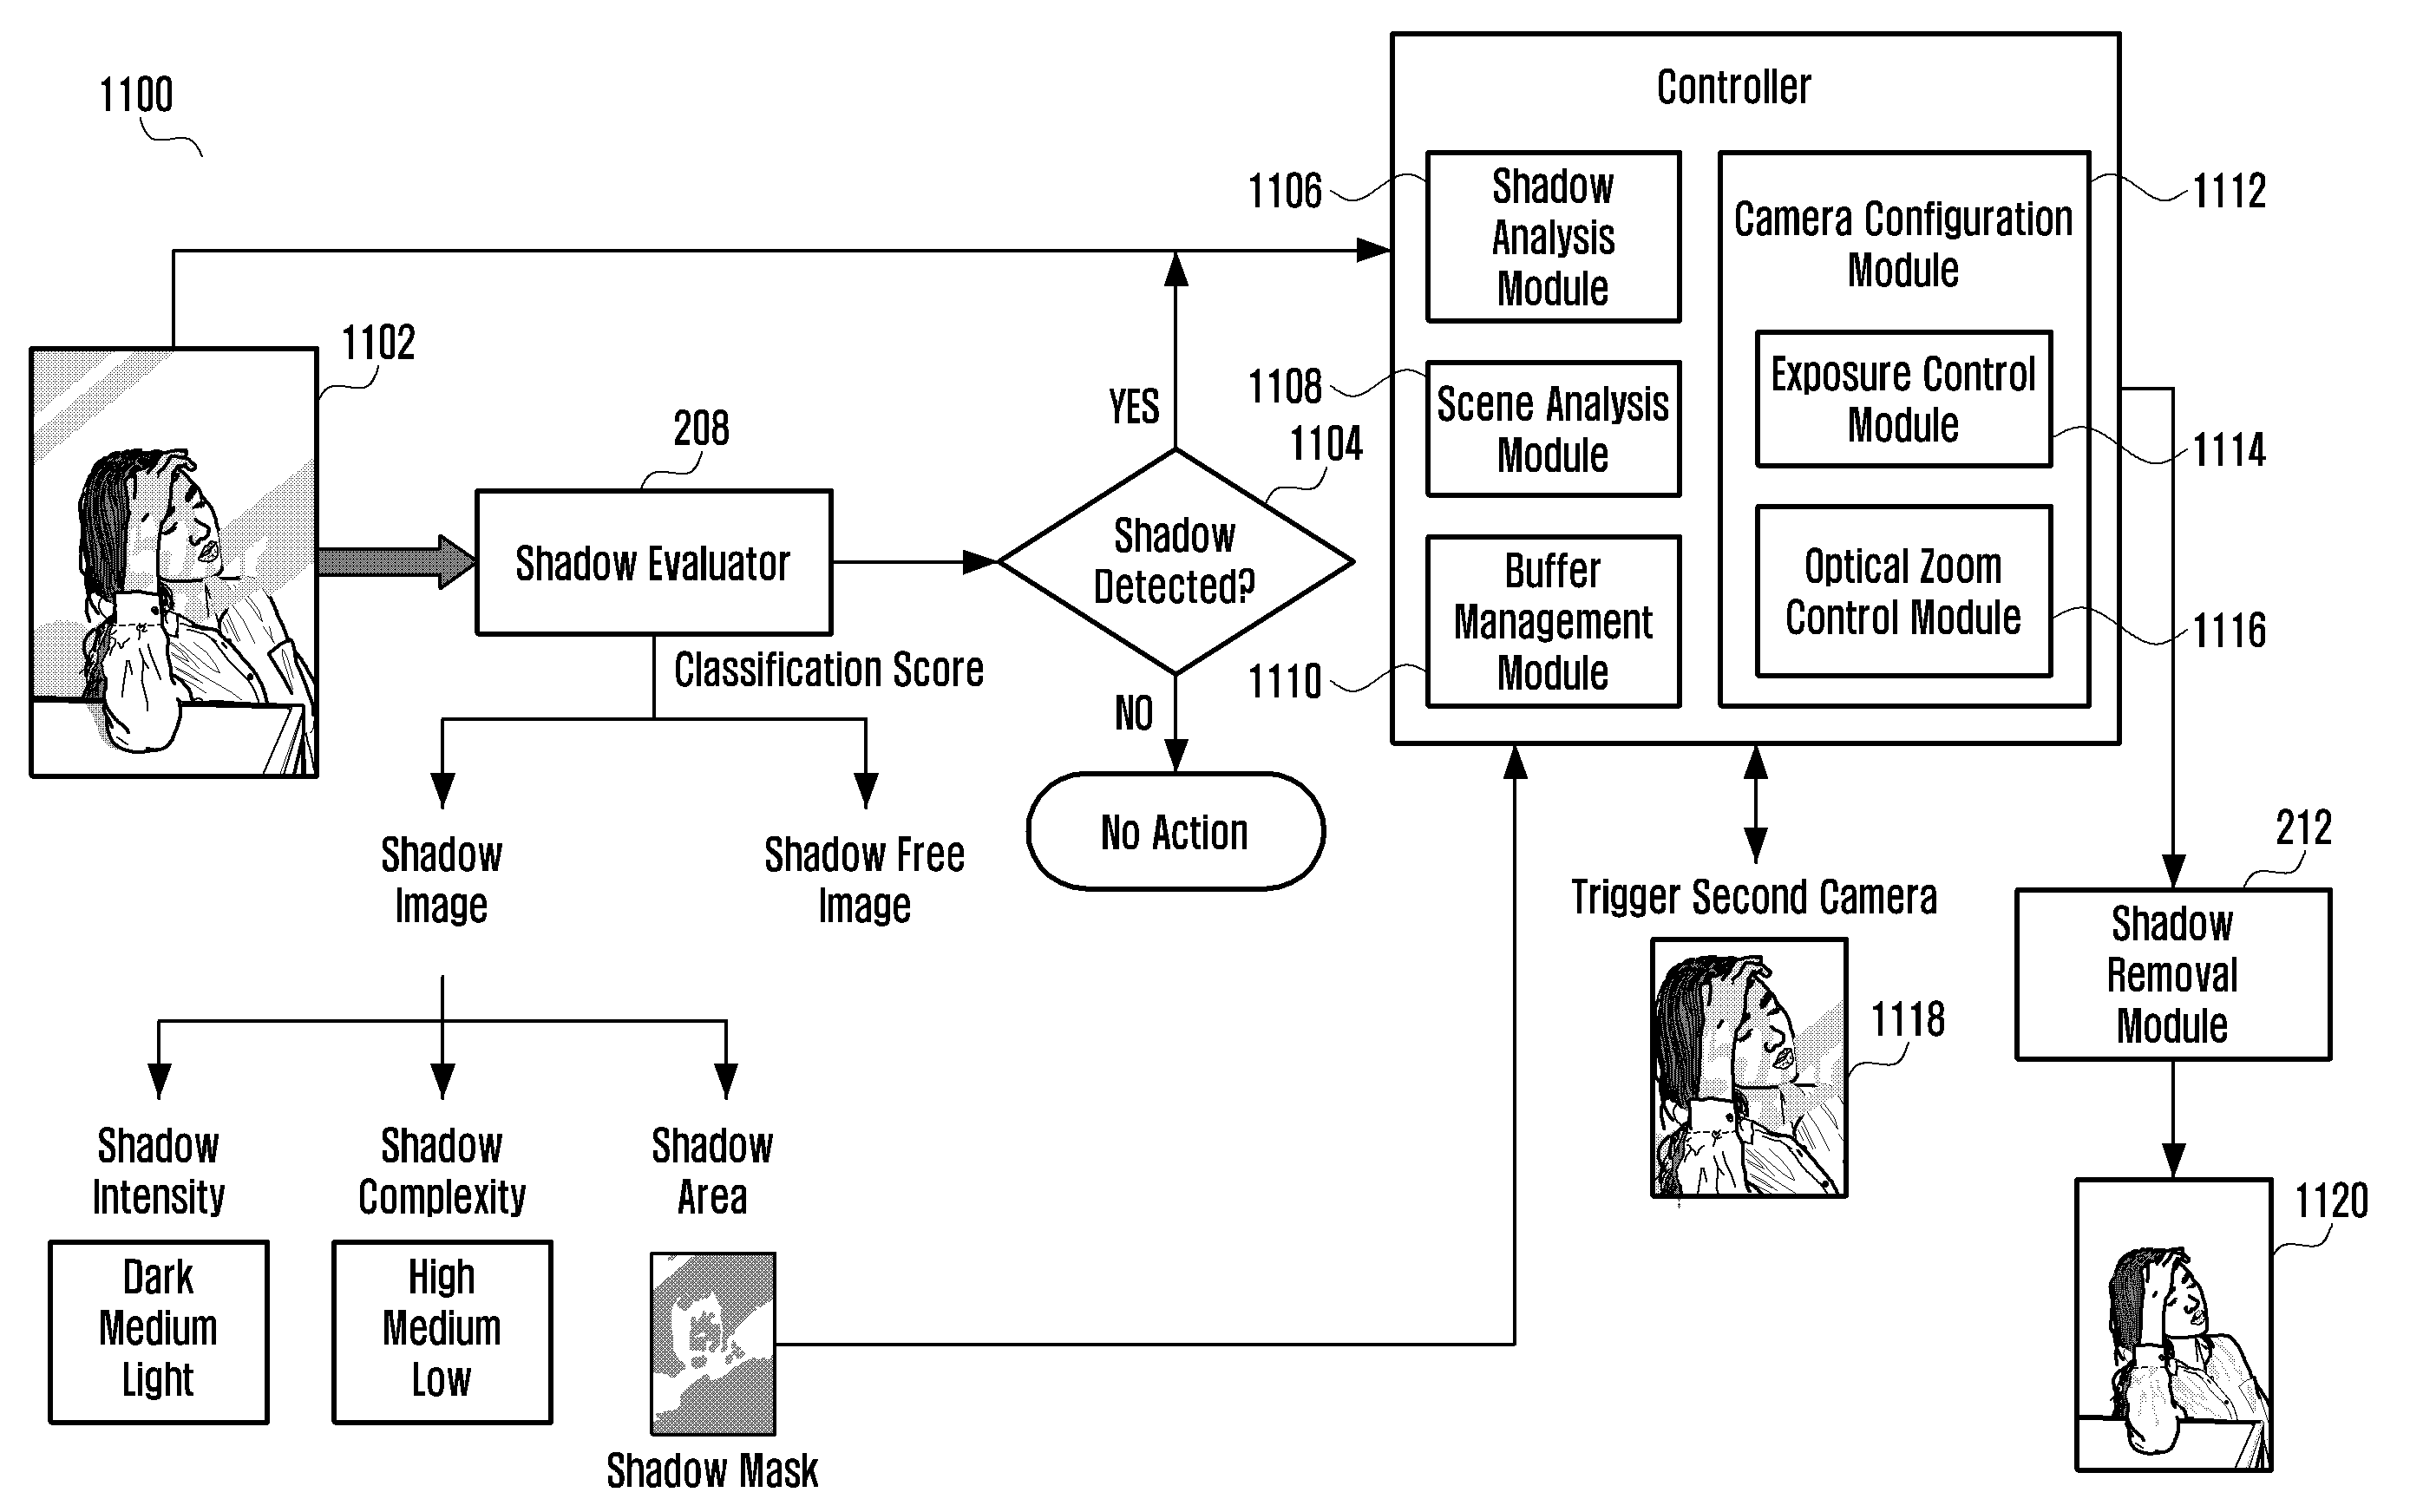 1100
Controller
1106
Shadow
Analysis
Module
1112
Camera Configuration
Module
1102
1108
Scene Analysis
Module
Exposure Control
Module
1114
YES
208
1104
Shadow Evaluator
Shadow
Detected?
Buffer
Management
Module
1110
Optical Zoom
Control Module
1116
Classification Score
NO
No Action
Shadow
Image
Shadow Free
Image
Trigger Second Camera
1118
212
Shadow
Removal
Module
Shadow
Intensity
Shadow
Complexity
Shadow
Area
Dark
Medium
Light
High
Medium
Low
Shadow Mask
1120